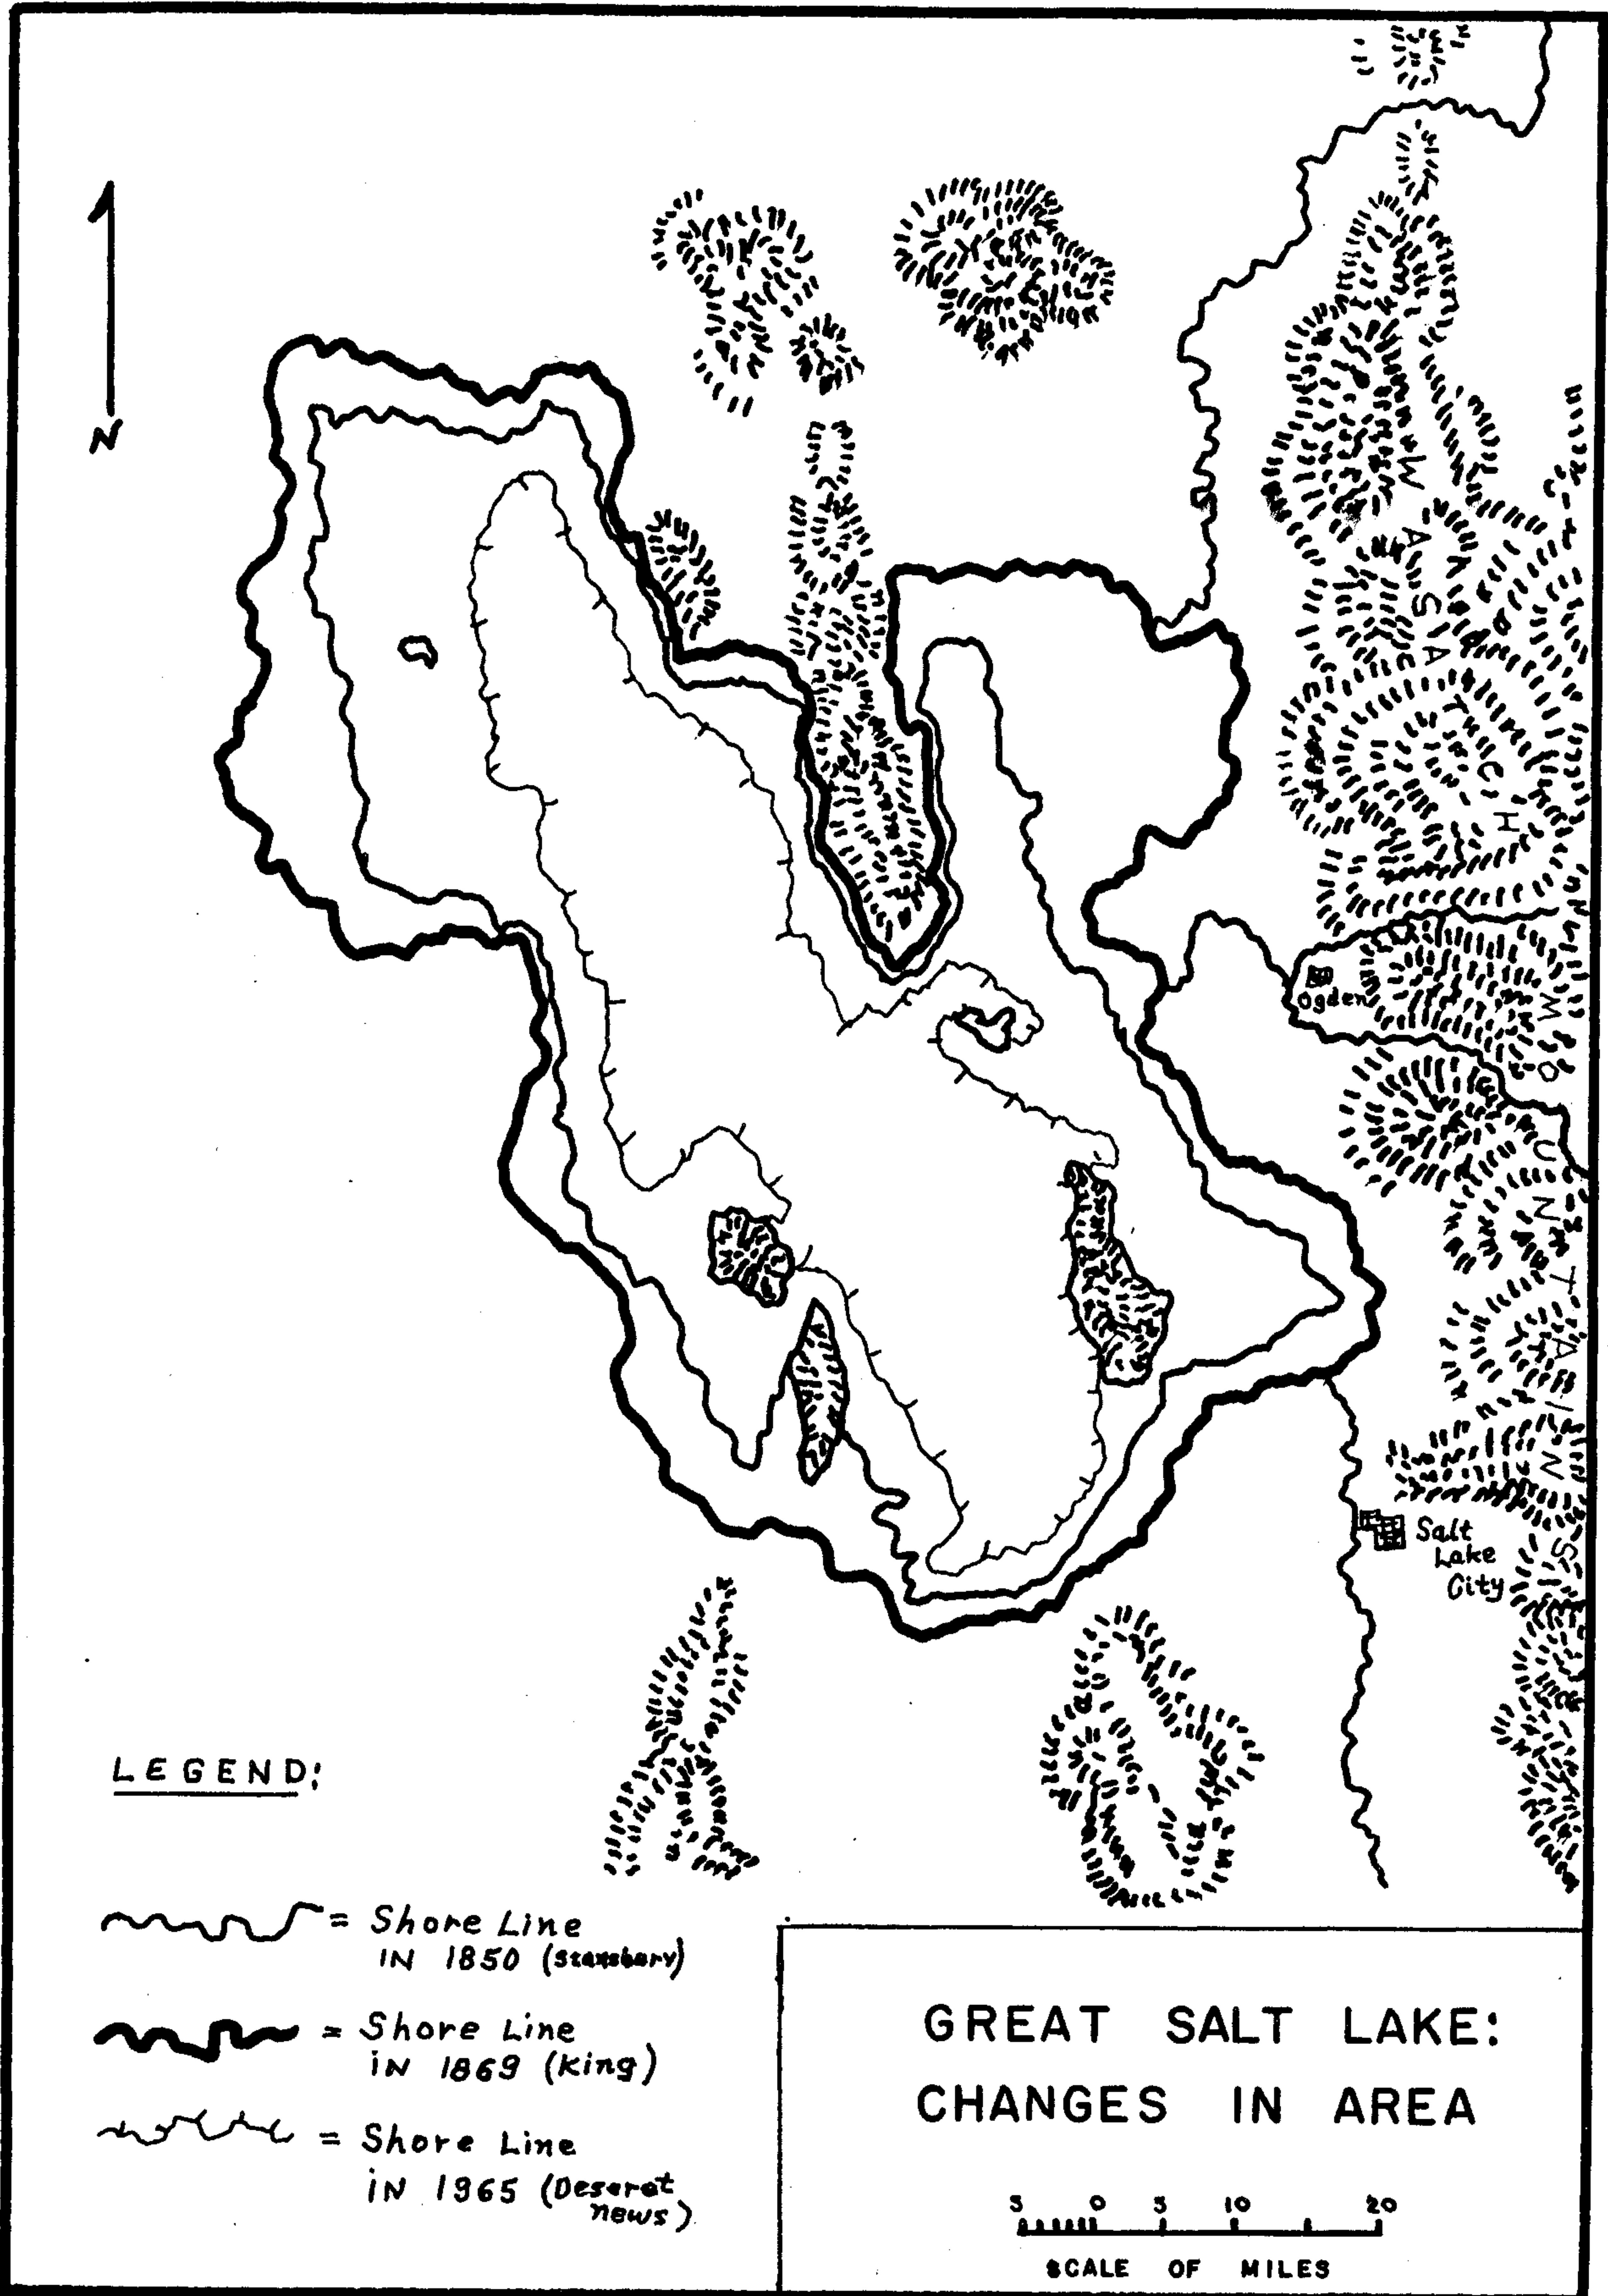 N
WASATCH MOUNTAINS
Ogden
Salt
Lake
City
LEGEND:
= Shore Line
IN 1850 (Stansbury)
= Shore Line
iN 1869 (King)
= Shore Line
iN 1965 (Deseret
news)
GREAT SALT LAKE:
CHANGES IN AREA
5 0 5 10 20
SCALE OF MILES